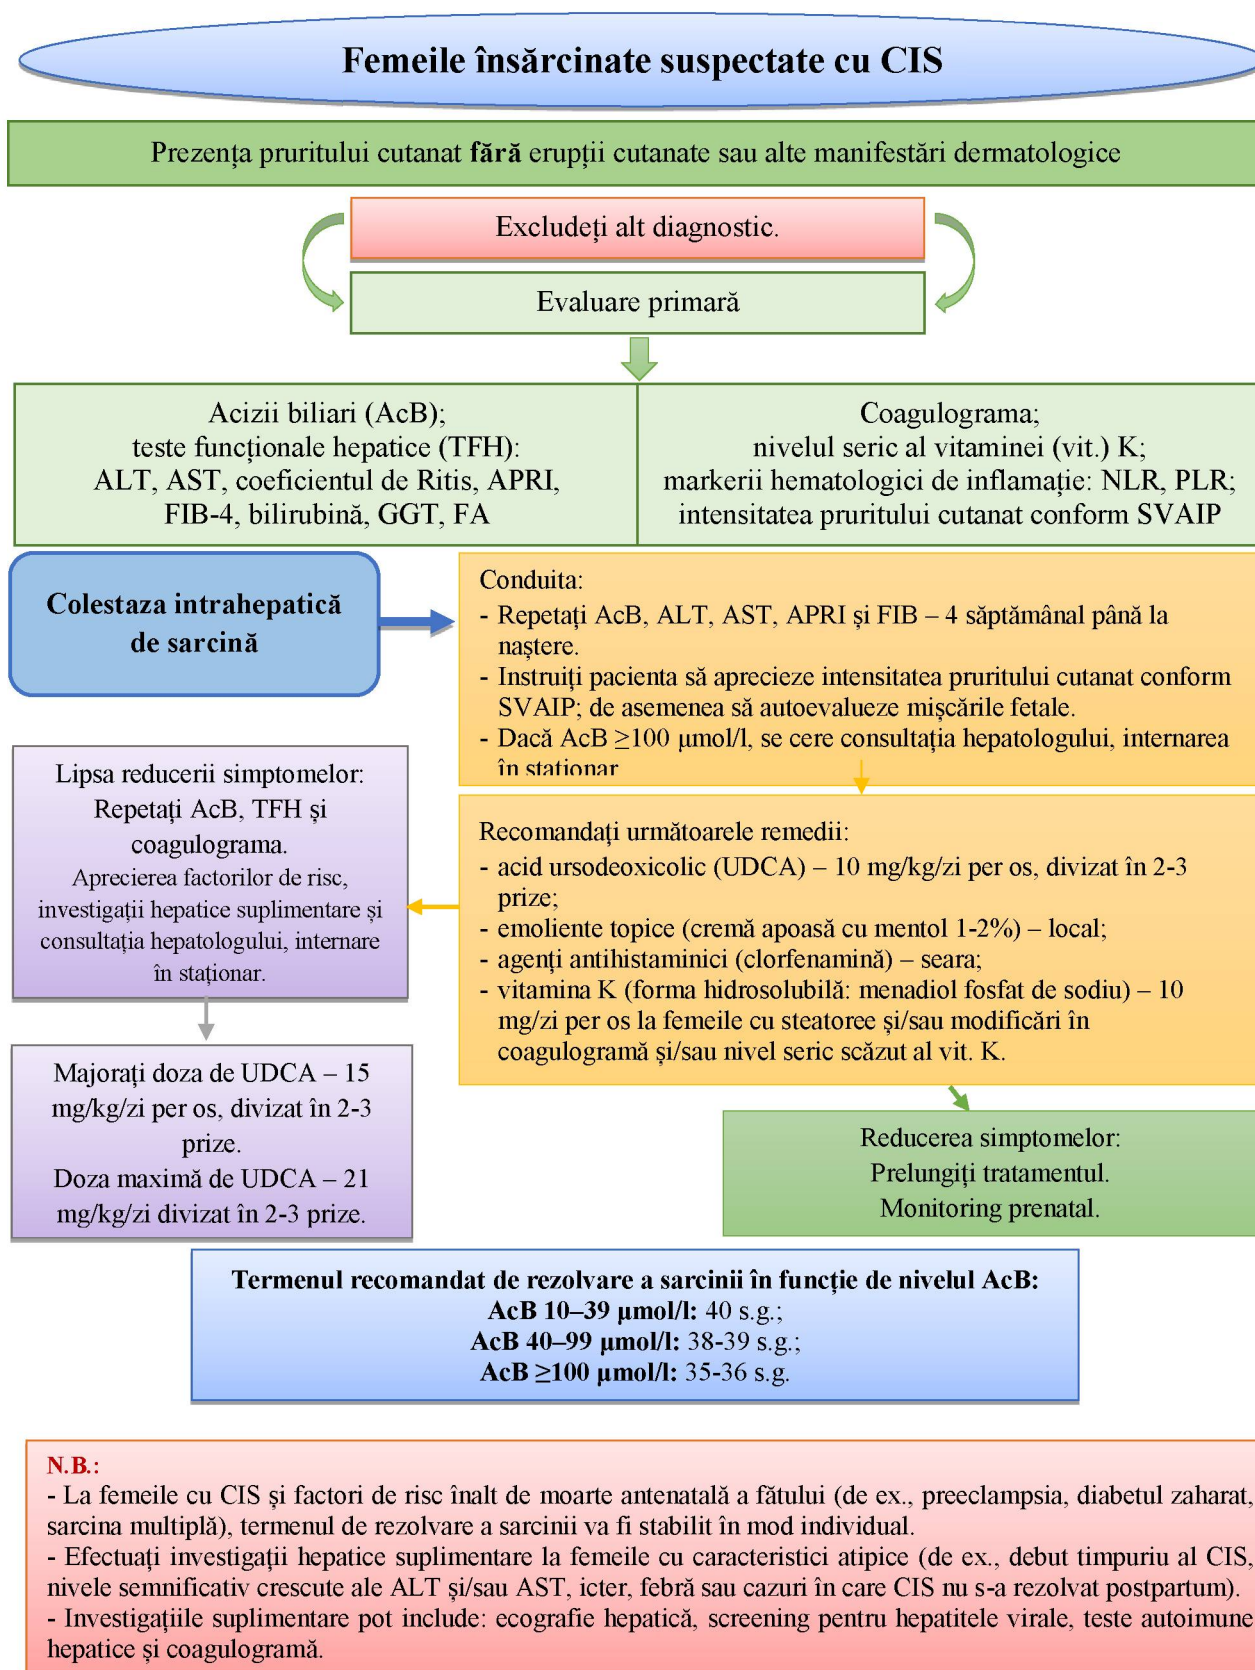 Femeile însărcinate suspectate cu CIS
Prezența pruritului cutanat fără erupții cutanate sau alte manifestări dermatologice
Excludeți alt diagnostic.
Evaluare primară
Acizii biliari (AcB);
teste funcționale hepatice (TFH):
ALT, AST, coeficientul de Ritis, APRI,
FIB-4, bilirubină, GGT, FA
Coagulograma;
nivelul seric al vitaminei (vit.) K;
markerii hematologici de inflamație: NLR, PLR;
intensitatea pruritului cutanat conform SVAIP
Colestaza intrahepatică
de sarcină
Conduita:
- Repetați AcB, ALT, AST, APRI și FIB – 4 săptămânal până la
naștere.
- Instruiți pacienta să aprecieze intensitatea pruritului cutanat conform
SVAIP; de asemenea să autoevalueze mișcările fetale.
- Dacă AcB ≥100 μmol/l, se cere consultația hepatologului, internarea
în staționar
Lipsa reducerii simptomelor:
Repetați AcB, TFH și
coagulograma.
Aprecierea factorilor de risc,
investigații hepatice suplimentare și
consultația hepatologului, internare
în staționar.
Recomandați următoarele remedii:
- acid ursodeoxicolic (UDCA) – 10 mg/kg/zi per os, divizat în 2-3
prize;
- emoliente topice (cremă apoasă cu mentol 1-2%) – local;
- agenți antihistaminici (clorfenamină) – seara;
- vitamina K (forma hidrosolubilă: menadiol fosfat de sodiu) – 10
mg/zi per os la femeile cu steatoree și/sau modificări în
coagulogramă și/sau nivel seric scăzut al vit. K.
Majorați doza de UDCA – 15
mg/kg/zi per os, divizat în 2-3
prize.
Doza maximă de UDCA – 21
mg/kg/zi divizat în 2-3 prize.
Reducerea simptomelor:
Prelungiți tratamentul.
Monitoring prenatal.
Termenul recomandat de rezolvare a sarcinii în funcție de nivelul AcB:
AcB 10–39 μmol/l: 40 s.g.;
AcB 40–99 μmol/l: 38-39 s.g.;
AcB ≥100 μmol/l: 35-36 s.g.
N.B.:
- La femeile cu CIS și factori de risc înalt de moarte antenatală a fătului (de ex., preeclampsia, diabetul zaharat,
sarcina multiplă), termenul de rezolvare a sarcinii va fi stabilit în mod individual.
- Efectuați investigații hepatice suplimentare la femeile cu caracteristici atipice (de ex., debut timpuriu al CIS,
nivele semnificativ crescute ale ALT și/sau AST, icter, febră sau cazuri în care CIS nu s-a rezolvat postpartum).
- Investigațiile suplimentare pot include: ecografie hepatică, screening pentru hepatitele virale, teste autoimune
hepatice și coagulogramă.